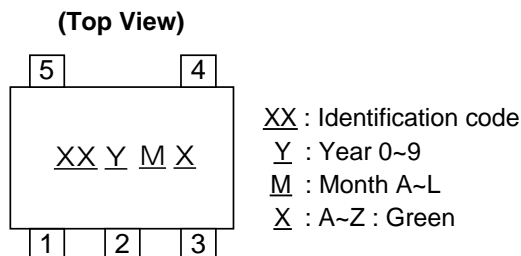 (Top View)
5 4
XX Y M X
1 2 3
XX : Identification code
Y : Year 0~9
M : Month A~L
X : A~Z : Green